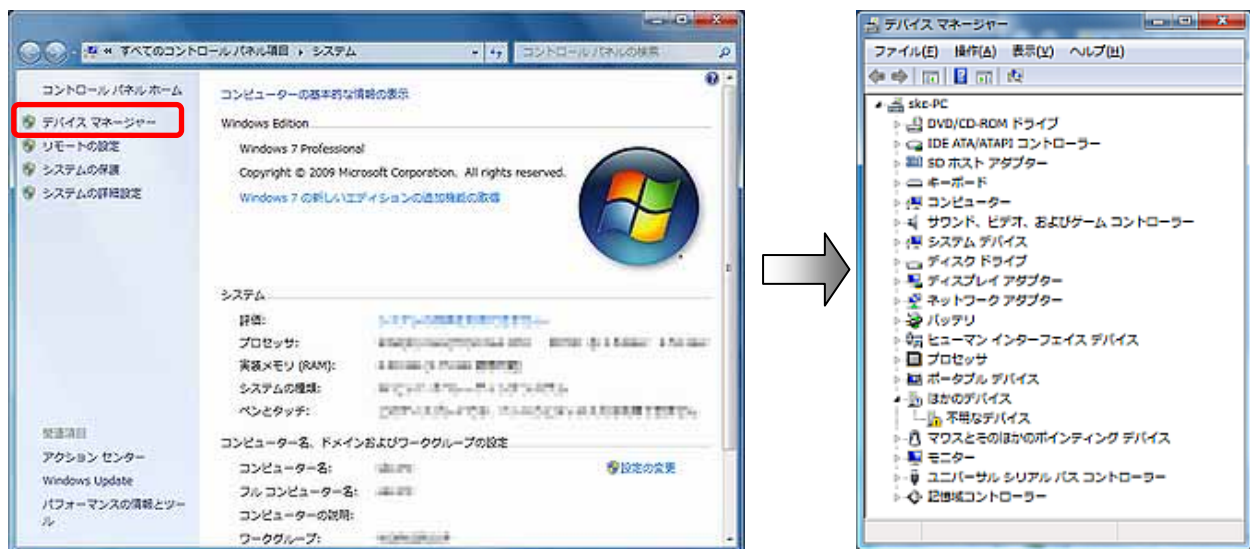 すべてのコントロール パネル項目 ▸ システム
コントロール パネルの検索
コントロール パネル ホーム
デバイス マネージャー
リモートの設定
システムの保護
システムの詳細設定
関連項目
アクション センター
Windows Update
パフォーマンスの情報とツー
ル
コンピューターの基本的な情報の表示
Windows Edition
Windows 7 Professional
Copyright © 2009 Microsoft Corporation. All rights reserved.
Windows 7 の新しいエディションの追加機能の取得
システム
評価:
プロセッサ:
実装メモリ (RAM):
システムの種類:
ペンとタッチ:
コンピューター名、ドメインおよびワークグループの設定
コンピューター名:
設定の変更
フル コンピューター名:
コンピューターの説明:
ワークグループ:
デバイス マネージャー
ファイル(F) 操作(A) 表示(V) ヘルプ(H)
skc-PC
DVD/CD-ROM ドライブ
IDE ATA/ATAPI コントローラー
SD ホスト アダプター
キーボード
コンピューター
サウンド、ビデオ、およびゲーム コントローラー
システム デバイス
ディスク ドライブ
ディスプレイ アダプター
ネットワーク アダプター
バッテリ
ヒューマン インターフェイス デバイス
プロセッサ
ポータブル デバイス
ほかのデバイス
不明なデバイス
マウスとそのほかのポインティング デバイス
モニター
ユニバーサル シリアル バス コントローラー
記憶域コントローラー